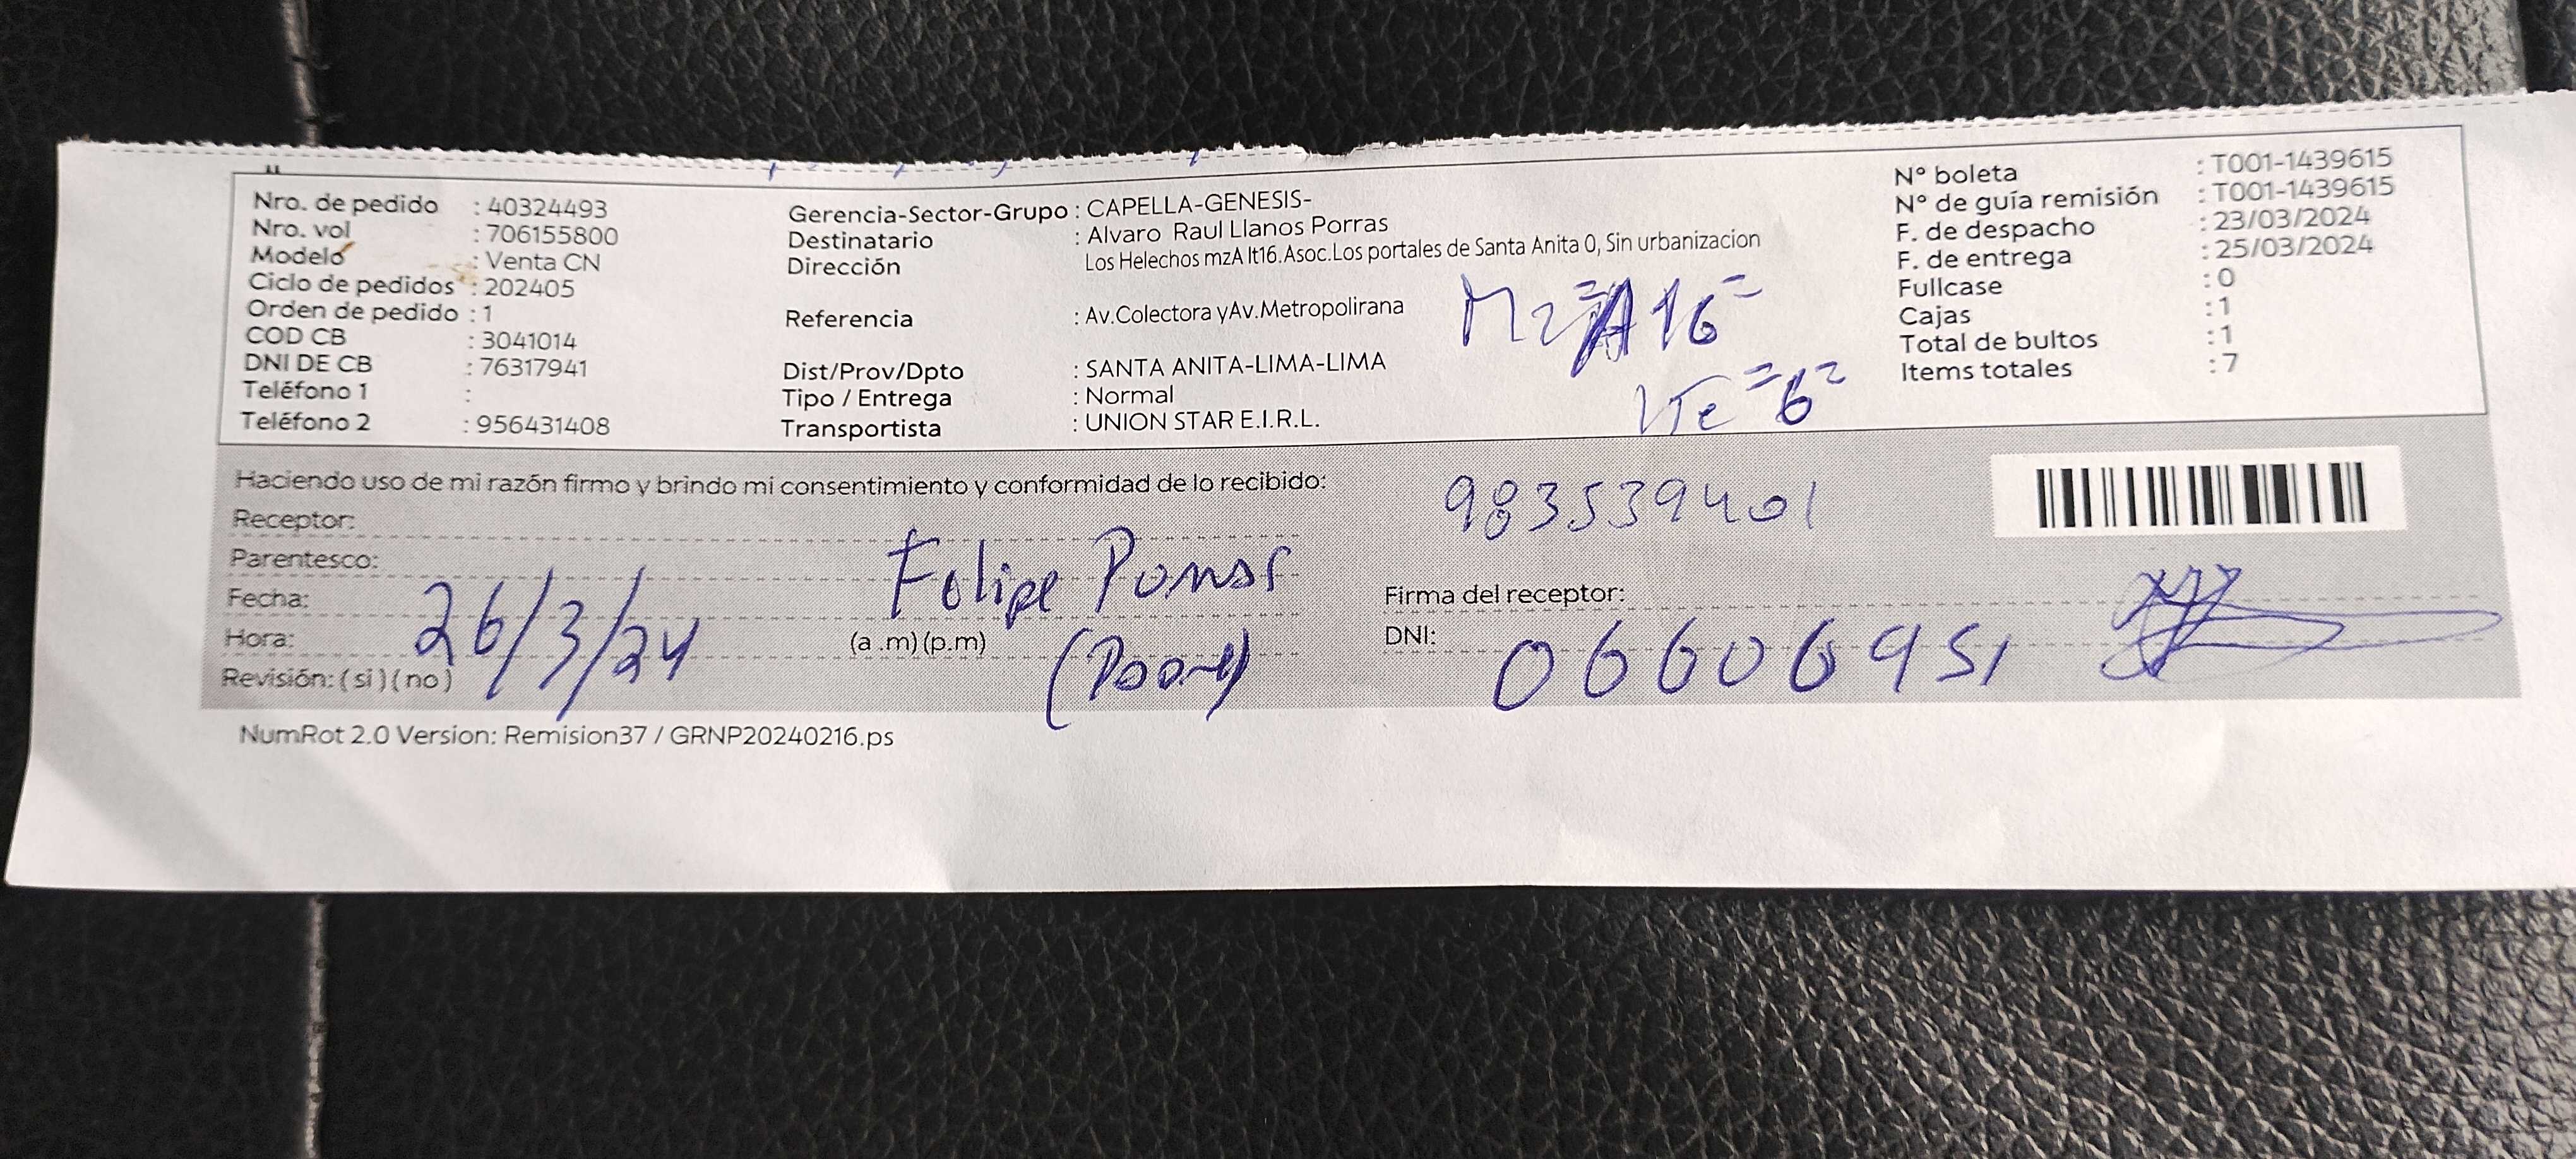 Nro. de pedido : 40324493
Nro. vol : 706155800
Modelo : Venta CN
Ciclo de pedidos : 202405
Orden de pedido : 1
COD CB : 3041014
DNI DE CB : 76317941
Teléfono 1 :
Teléfono 2 : 956431408
Gerencia-Sector-Grupo : CAPELLA-GENESIS-
Destinatario : Alvaro Raul Llanos Porras
Dirección Los Helechos mzA lt16.Asoc.Los portales de Santa Anita 0, Sin urbanizacion
Referencia : Av.Colectora yAv.Metropolirana
Dist/Prov/Dpto : SANTA ANITA-LIMA-LIMA
Tipo / Entrega : Normal
Transportista : UNION STAR E.I.R.L.
Mz=A 16=
LTe=6=
N° boleta : T001-1439615
N° de guía remisión : T001-1439615
F. de despacho : 23/03/2024
F. de entrega : 25/03/2024
Fullcase : 0
Cajas : 1
Total de bultos : 1
Items totales : 7
Haciendo uso de mi razón firmo y brindo mi consentimiento y conformidad de lo recibido:
983539401
Receptor:
Parentesco:
Felipe
Fecha:
26/3/24
Hora: (a .m) (p.m)
Revisión: ( si ) ( no )
Firma del receptor:
DNI: 06606951
NumRot 2.0 Version: Remision37 / GRNP20240216.ps